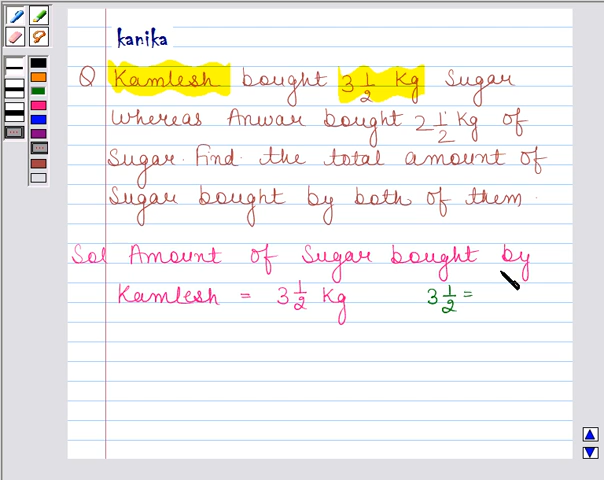 kanika
Q Kamlesh bought 3 1/2 Kg Sugar
Whereas Anwar bought 2 1/2 Kg of
Sugar. Find the total amount of
Sugar bought by both of them.
Sol Amount of Sugar bought by
Kamlesh = 3 1/2 Kg 3 1/2 =